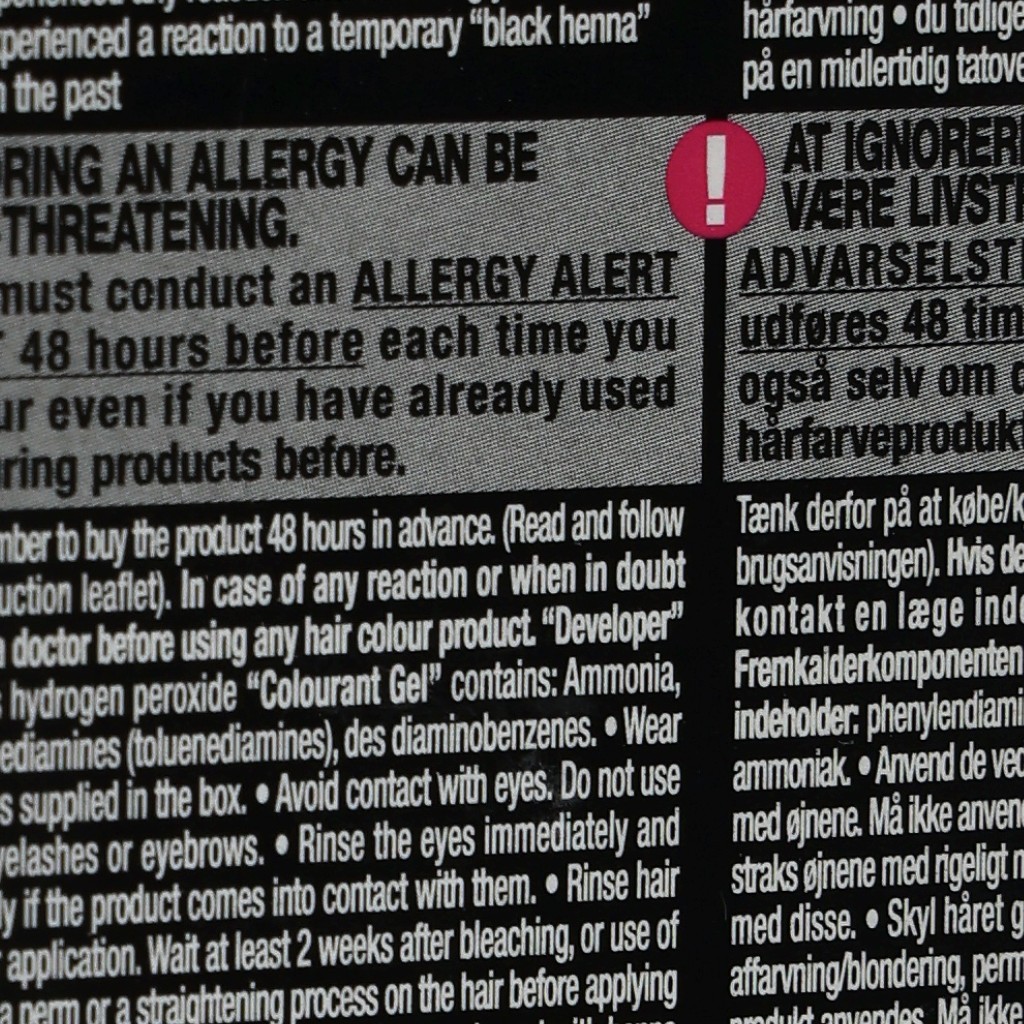 perienced a reaction to a temporary "black henna"
the past
RING AN ALLERGY CAN BE
-THREATENING.
must conduct an ALLERGY ALERT
48 hours before each time you
ur even if you have already used
ring products before.
mber to buy the product 48 hours in advance. (Read and follow
uction leaflet). In case of any reaction or when in doubt
doctor before using any hair colour product. "Developer"
hydrogen peroxide "Colourant Gel" contains: Ammonia,
ediamines (toluenediamines), des diaminobenzenes. • Wear
s supplied in the box. • Avoid contact with eyes. Do not use
yelashes or eyebrows. • Rinse the eyes immediately and
ly if the product comes into contact with them. • Rinse hair
application. Wait at least 2 weeks after bleaching, or use of
a perm or a straightening process on the hair before applying
hårfarvning • du tidlige
på en midlertidig tatove
! AT IGNORER
VÆRE LIVST
ADVARSELST
udføres 48 tim
også selv om
hårfarveproduk
Tænk derfor på at købe/k
brugsanvisningen). Hvis de
kontakt en læge ind
Fremkalderkomponenten
indeholder: phenylendiami
ammoniak. • Anvend de ved
med øjnene. Må ikke anven
straks øjnene med rigeligt
med disse. • Skyl håret g
affarvning/blondering, perm
produkt anvendes. Må ikke